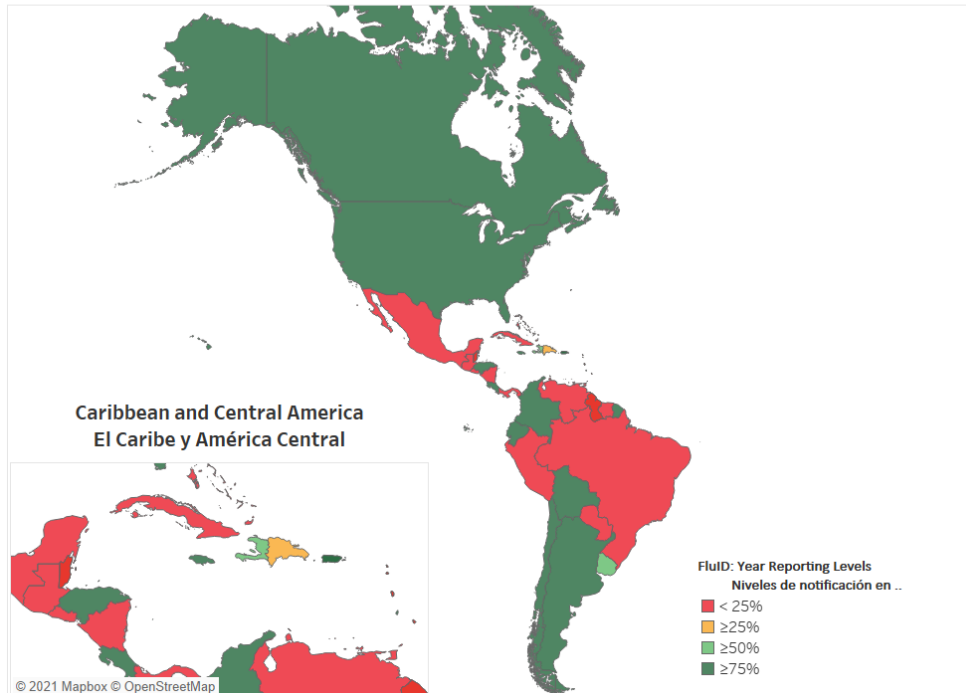 Caribbean and Central America
El Caribe y América Central
FluID: Year Reporting Levels
Niveles de notificación en ..
< 25%
≥25%
≥50%
≥75%
© 2021 Mapbox © OpenStreetMap